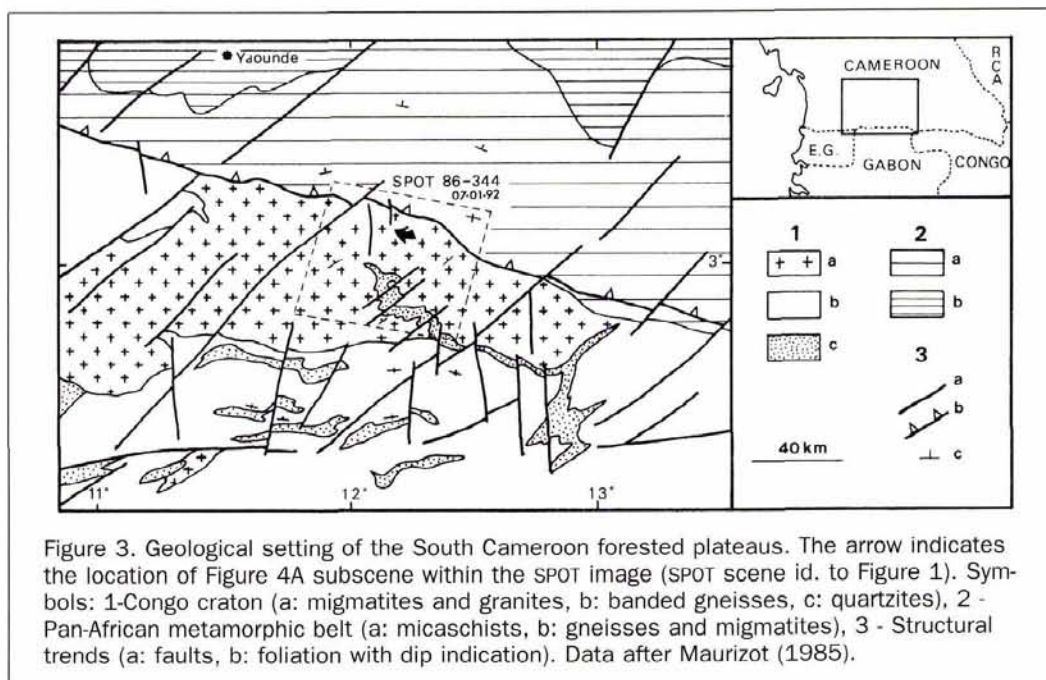 Yaounde
SPOT 86-344
07-01-92
3°
11°
12°
13°
CAMEROON
RCA
E.G.
GABON
CONGO
1
2
a
a
b
b
c
3
a
b
40 km
c
Figure 3. Geological setting of the South Cameroon forested plateaus. The arrow indicates
the location of Figure 4A subscene within the SPOT image (SPOT scene id. to Figure 1). Sym-
bols: 1-Congo craton (a: migmatites and granites, b: banded gneisses, c: quartzites), 2 -
Pan-African metamorphic belt (a: micaschists, b: gneisses and migmatites), 3 - Structural
trends (a: faults, b: foliation with dip indication). Data after Maurizot (1985).